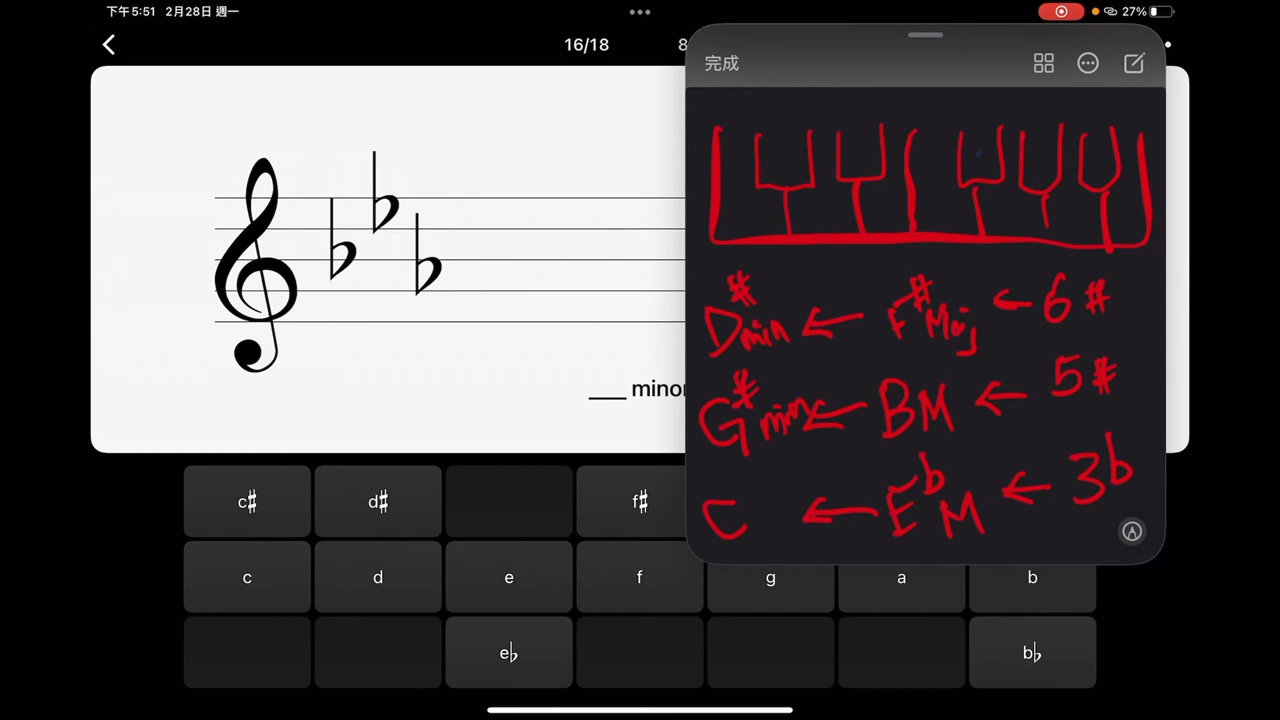 下午5:51 2月28日 週一
27%
16/18 8
完成
D#min ← F#Maj ← 6#
G#min ← BM ← 5#
C ← E♭M ← 3♭
___ minor
c♯ d♯ f♯
c d e f g a b
e♭ b♭